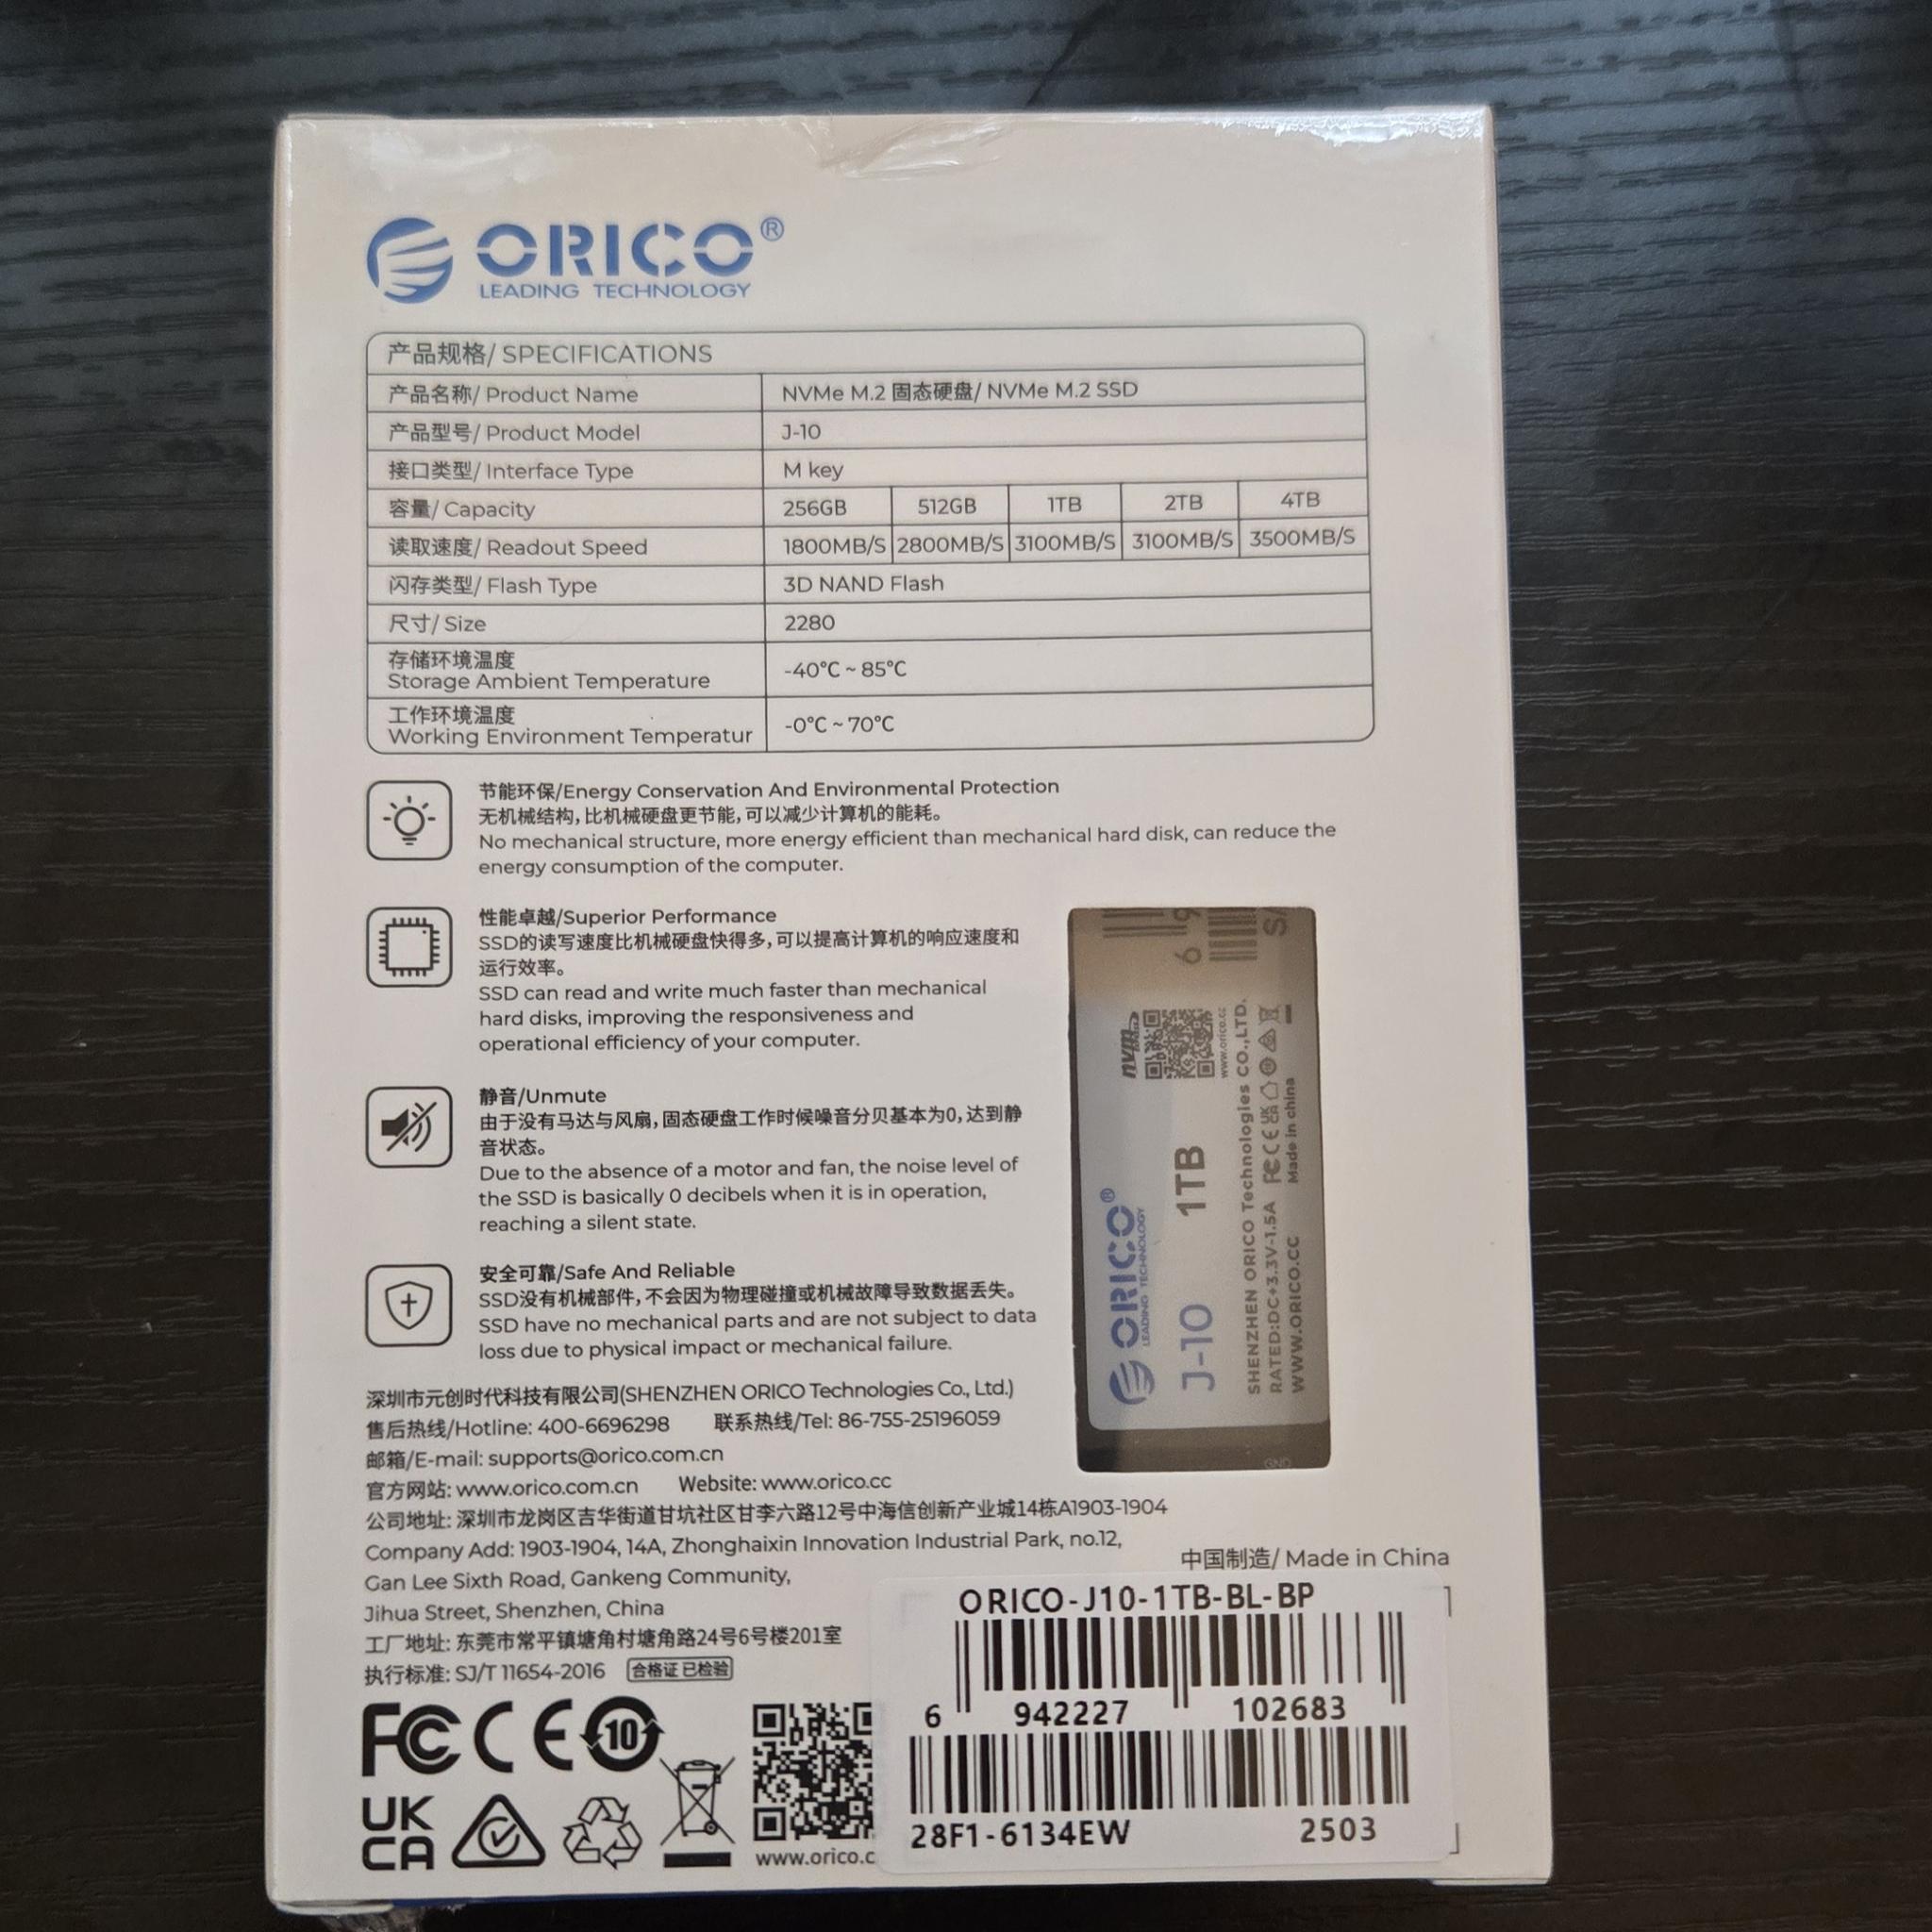 ORICO®
LEADING TECHNOLOGY
产品规格/ SPECIFICATIONS
产品名称/ Product Name NVMe M.2 固态硬盘/ NVMe M.2 SSD
产品型号/ Product Model J-10
接口类型/ Interface Type M key
容量/ Capacity 256GB 512GB 1TB 2TB 4TB
读取速度/ Readout Speed 1800MB/S 2800MB/S 3100MB/S 3100MB/S 3500MB/S
闪存类型/ Flash Type 3D NAND Flash
尺寸/ Size 2280
存储环境温度
Storage Ambient Temperature -40℃ ~ 85℃
工作环境温度
Working Environment Temperatur -0℃ ~ 70℃
节能环保/Energy Conservation And Environmental Protection
无机械结构,比机械硬盘更节能,可以减少计算机的能耗。
No mechanical structure, more energy efficient than mechanical hard disk, can reduce the
energy consumption of the computer.
性能卓越/Superior Performance
SSD的读写速度比机械硬盘快得多,可以提高计算机的响应速度和
运行效率。
SSD can read and write much faster than mechanical
hard disks, improving the responsiveness and
operational efficiency of your computer.
静音/Unmute
由于没有马达与风扇,固态硬盘工作时候噪音分贝基本为0,达到静
音状态。
Due to the absence of a motor and fan, the noise level of
the SSD is basically 0 decibels when it is in operation,
reaching a silent state.
安全可靠/Safe And Reliable
SSD没有机械部件,不会因为物理碰撞或机械故障导致数据丢失。
SSD have no mechanical parts and are not subject to data
loss due to physical impact or mechanical failure.
ORICO®
LEADING TECHNOLOGY
nvm
www.orico.cc
J-10 1TB
SHENZHEN ORICO Technologies CO.,LTD.
RATED:DC+3.3V-1.5A FC CE UKCA
WWW.ORICO.CC Made in china
GND
深圳市元创时代科技有限公司(SHENZHEN ORICO Technologies Co., Ltd.)
售后热线/Hotline: 400-6696298 联系热线/Tel: 86-755-25196059
邮箱/E-mail: supports@orico.com.cn
官方网站: www.orico.com.cn Website: www.orico.cc
公司地址: 深圳市龙岗区吉华街道甘坑社区甘李六路12号中海信创新产业城14栋A1903-1904
Company Add: 1903-1904, 14A, Zhonghaixin Innovation Industrial Park, no.12,
Gan Lee Sixth Road, Gankeng Community,
Jihua Street, Shenzhen, China
工厂地址: 东莞市常平镇塘角村塘角路24号6号楼201室
执行标准: SJ/T 11654-2016 合格证 已检验
中国制造/ Made in China
FC CE 10
UK
CA
www.orico.c
ORICO-J10-1TB-BL-BP
6 942227 102683
28F1-6134EW 2503